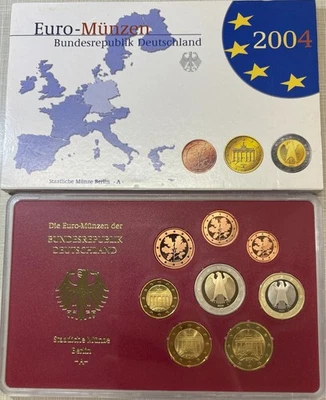 Euro-Münzen
Bundesrepublik Deutschland
2004
Staatliche Münze Berlin -A-
Die Euro-Münzen der
BUNDESREPUBLIK
DEUTSCHLAND
Staatliche Münze
Berlin
-A-